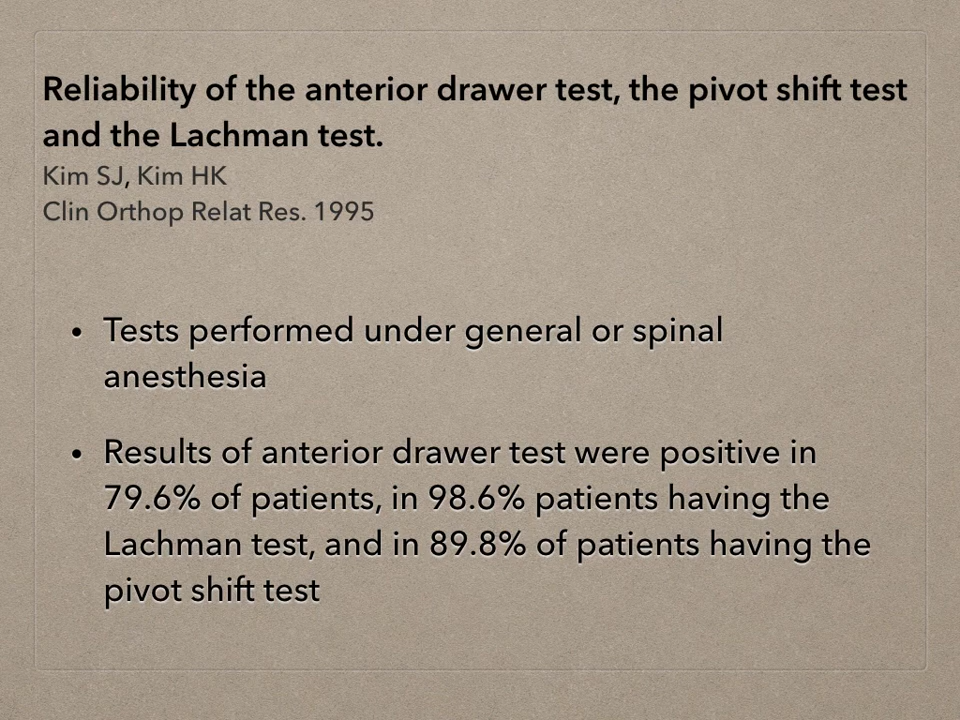 Reliability of the anterior drawer test, the pivot shift test
and the Lachman test.
Kim SJ, Kim HK
Clin Orthop Relat Res. 1995
• Tests performed under general or spinal
anesthesia
• Results of anterior drawer test were positive in
79.6% of patients, in 98.6% patients having the
Lachman test, and in 89.8% of patients having the
pivot shift test